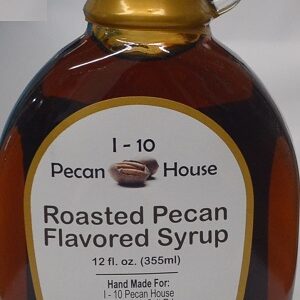 I - 10
Pecan House
Roasted Pecan
Flavored Syrup
12 fl. oz. (355ml)
Hand Made For:
I - 10 Pecan House